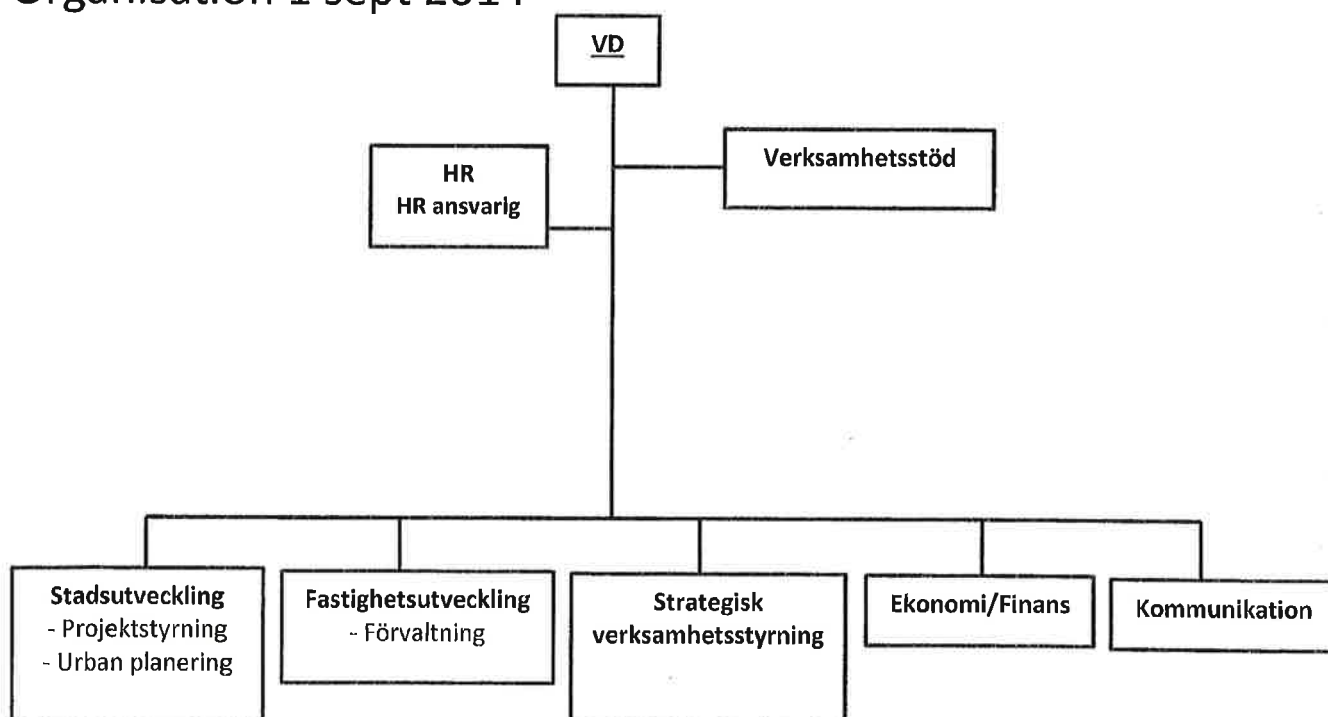 Organisation 1 sept 2014
VD
Verksamhetsstöd
HR
HR ansvarig
Stadsutveckling
- Projektstyrning
- Urban planering
Fastighetsutveckling
- Förvaltning
Strategisk
verksamhetsstyrning
Ekonomi/Finans
Kommunikation